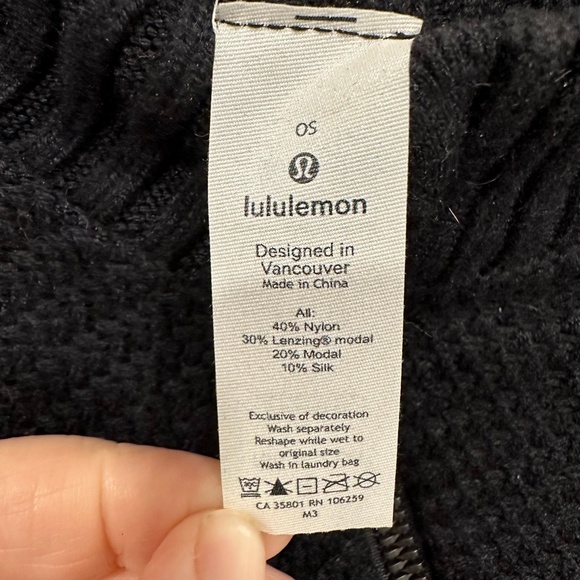 OS
lululemon
Designed in
Vancouver
Made in China
All:
40% Nylon
30% Lenzing® modal
20% Modal
10% Silk
Exclusive of decoration
Wash separately
Reshape while wet to
original size
Wash in laundry bag
CA 35801 RN 106259
M3